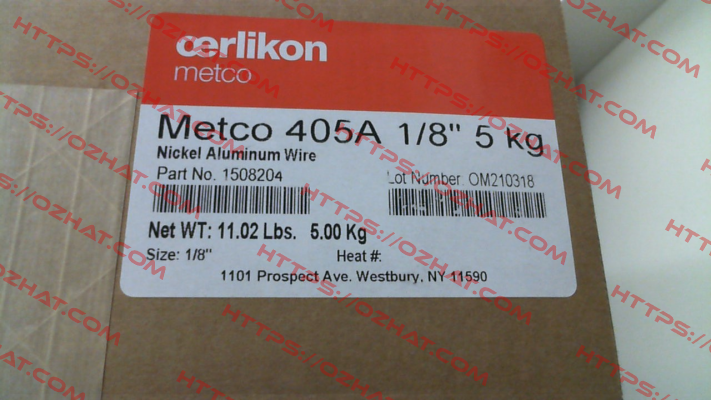 œrlikon
metco
Metco 405A 1/8" 5 kg
Nickel Aluminum Wire
Part No. 1508204 Lot Number OM210318
Net WT: 11.02 Lbs. 5.00 Kg
Size: 1/8" Heat #:
1101 Prospect Ave. Westbury, NY 11590
HTTPS://OZHAT.COM